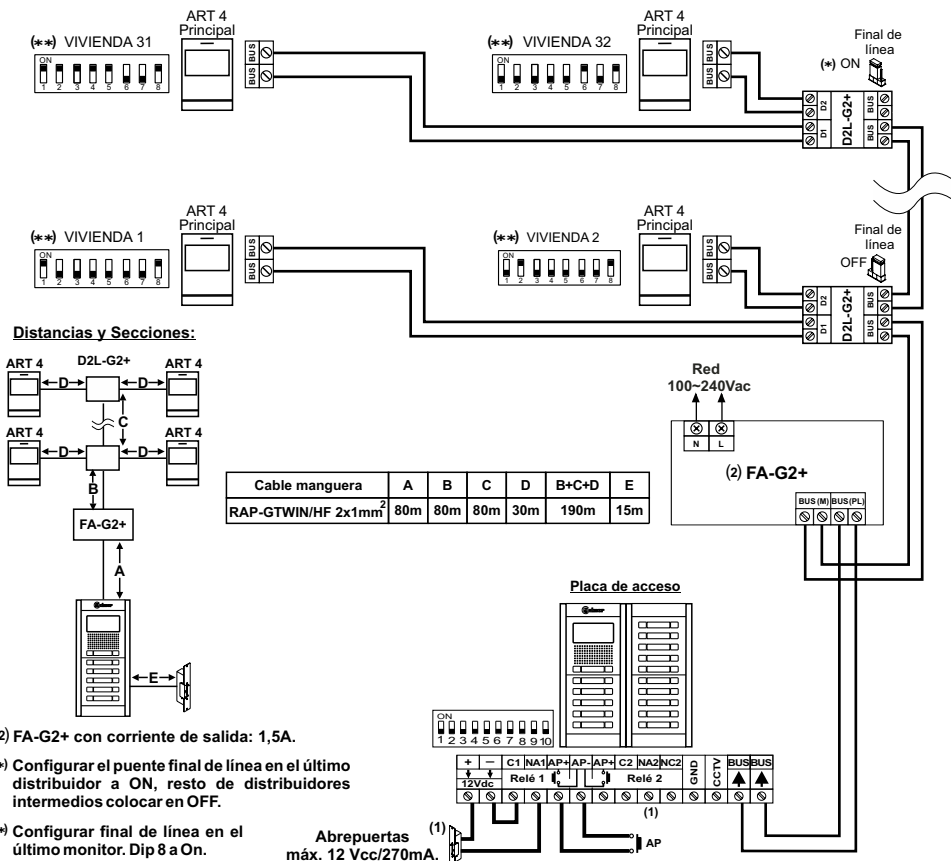 ART 4
Principal
(**) VIVIENDA 31
ON
1 2 3 4 5 6 7 8
BUS
BUS
ART 4
Principal
(**) VIVIENDA 32
ON
1 2 3 4 5 6 7 8
BUS
BUS
Final de
línea
(*) ON
D2
D1
D2L-G2+
BUS
BUS
ART 4
Principal
(**) VIVIENDA 1
ON
1 2 3 4 5 6 7 8
BUS
BUS
ART 4
Principal
(**) VIVIENDA 2
ON
1 2 3 4 5 6 7 8
BUS
BUS
Final de
línea
OFF
D2
D1
D2L-G2+
BUS
BUS
Distancias y Secciones:
ART 4 D2L-G2+ ART 4
D D
C
ART 4 ART 4
D D
B
FA-G2+
A
E
Cable manguera A B C D B+C+D E
RAP-GTWIN/HF 2x1mm² 80m 80m 80m 30m 190m 15m
Red
100~240Vac
N L
(2) FA-G2+
BUS (M) BUS (PL)
Placa de acceso
ON
1 2 3 4 5 6 7 8 9 10
+ – C1 NA1 AP+ AP- AP+ C2 NA2 NC2 GND CCTV BUS BUS
12Vdc Relé 1 Relé 2
(1)
(1)
Abrepuertas
máx. 12 Vcc/270mA.
AP
2) FA-G2+ con corriente de salida: 1,5A.
*) Configurar el puente final de línea en el último
distribuidor a ON, resto de distribuidores
intermedios colocar en OFF.
*) Configurar final de línea en el
último monitor. Dip 8 a On.